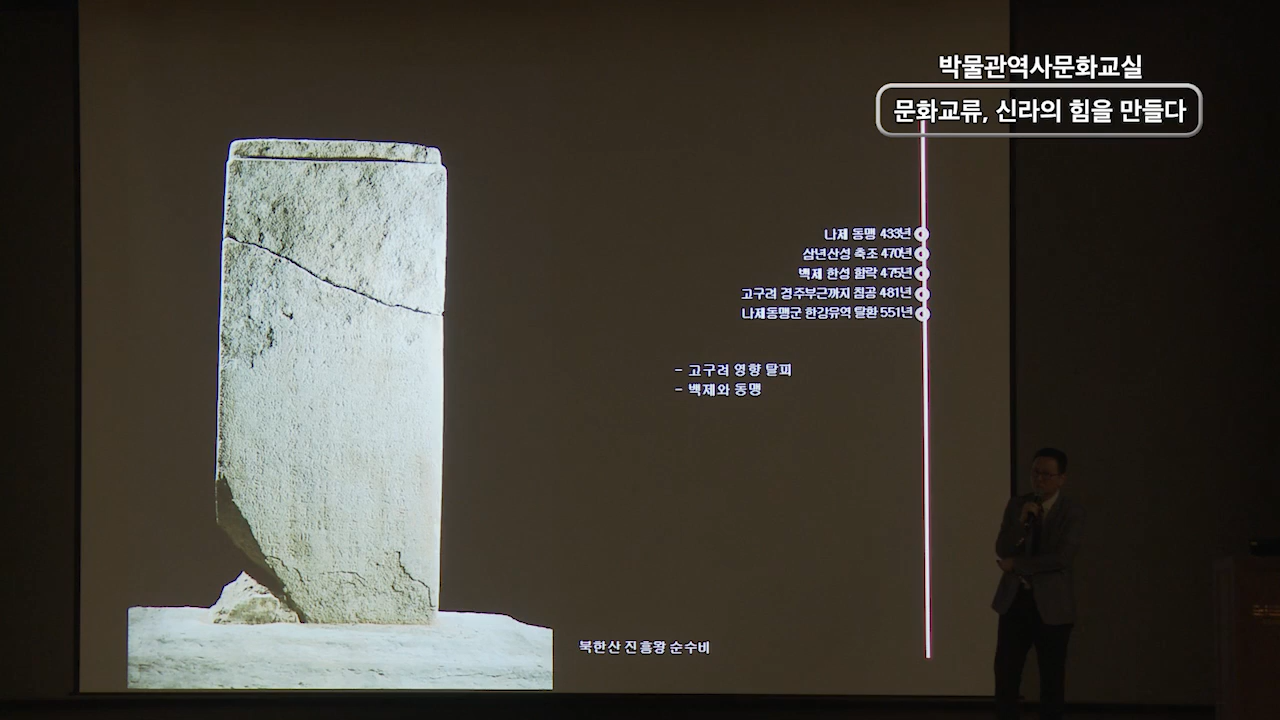 박물관역사문화교실
문화교류, 신라의 힘을 만들다
나제 동맹 433년
삼년산성 축조 470년
백제 한성 함락 475년
고구려 경주부근까지 침공 481년
나제동맹군 한강유역 탈환 551년
- 고구려 영향 탈피
- 백제와 동맹
북한산 진흥왕 순수비